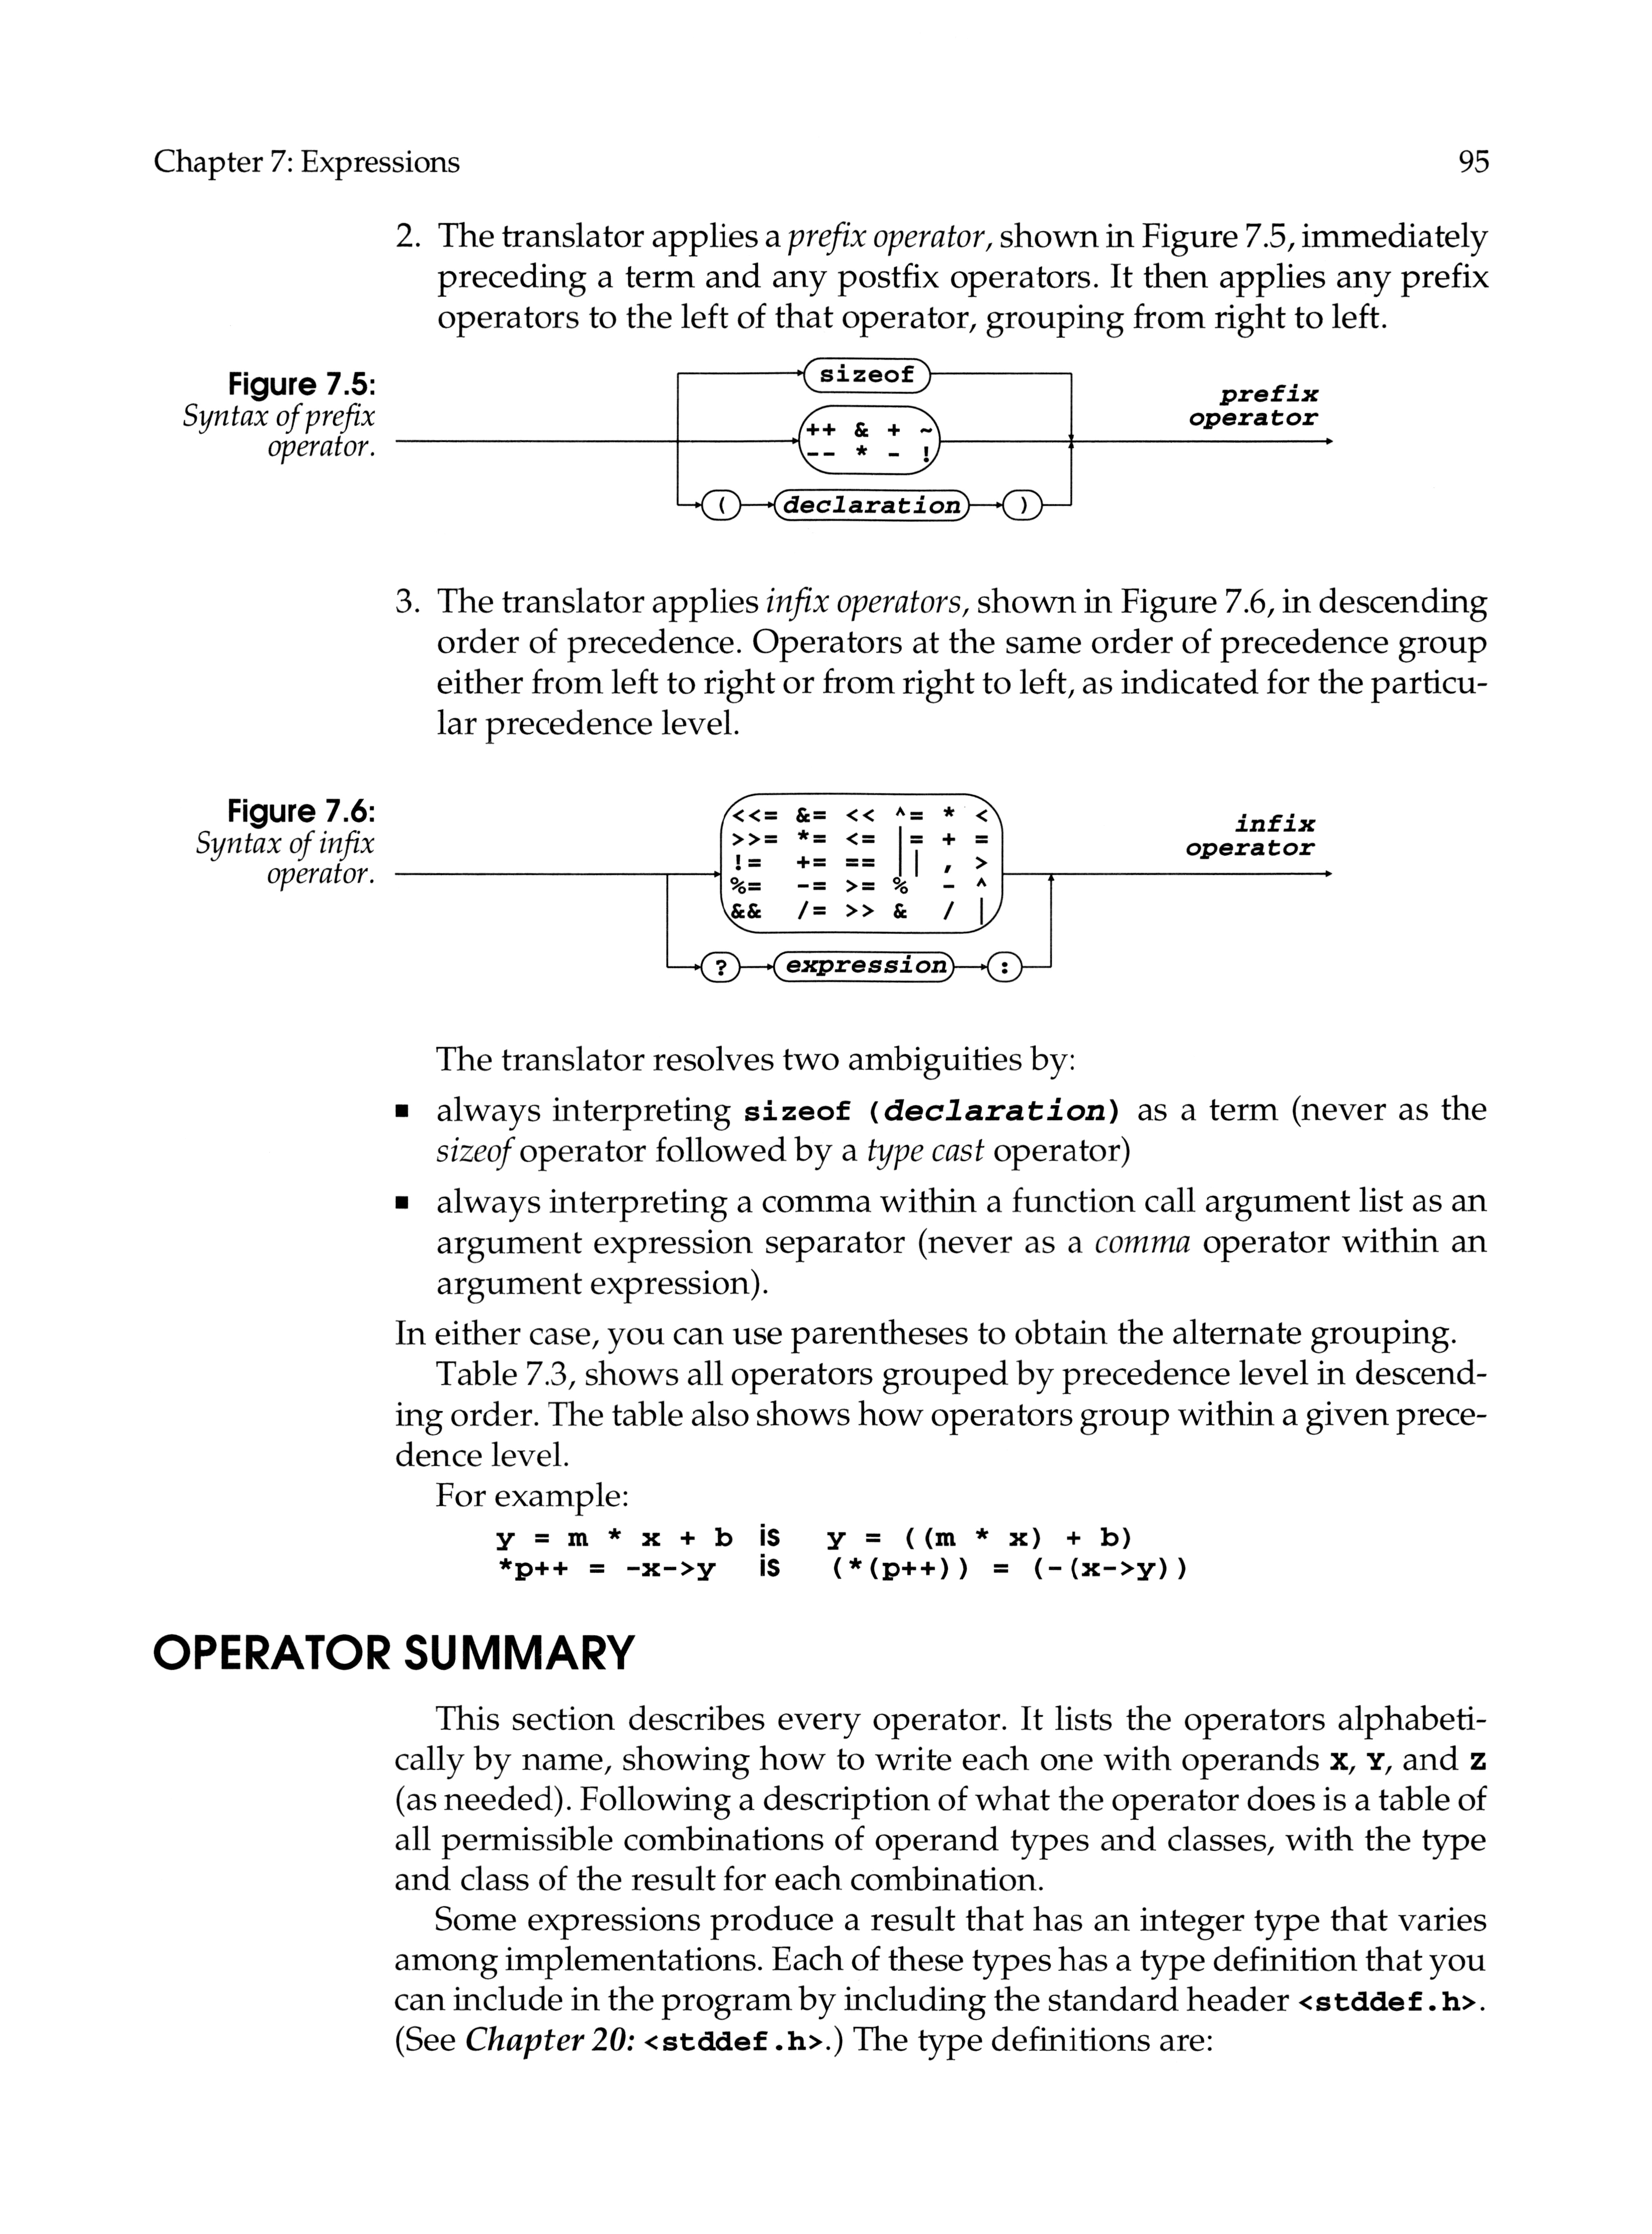 Chapter 7: Expressions 95
2. The translator applies a prefix operator, shown in Figure 7.5, immediately
preceding a term and any postfix operators. It then applies any prefix
operators to the left of that operator, grouping from right to left.
Figure 7.5:
Syntax of prefix
operator.
sizeof
++ & + ~
-- * - !
( declaration )
prefix
operator
3. The translator applies infix operators, shown in Figure 7.6, in descending
order of precedence. Operators at the same order of precedence group
either from left to right or from right to left, as indicated for the particu-
lar precedence level.
Figure 7.6:
Syntax of infix
operator.
<<= &= << ^= * <
>>= *= <= |= + =
!= += == || , >
%= -= >= % - ^
&& /= >> & / |
? expression :
infix
operator
The translator resolves two ambiguities by:
■ always interpreting sizeof (declaration) as a term (never as the
sizeof operator followed by a type cast operator)
■ always interpreting a comma within a function call argument list as an
argument expression separator (never as a comma operator within an
argument expression).
In either case, you can use parentheses to obtain the alternate grouping.
Table 7.3, shows all operators grouped by precedence level in descend-
ing order. The table also shows how operators group within a given prece-
dence level.
For example:
y = m * x + b is y = ((m * x) + b)
*p++ = -x->y is (*(p++)) = (-(x->y))
OPERATOR SUMMARY
This section describes every operator. It lists the operators alphabeti-
cally by name, showing how to write each one with operands X, Y, and Z
(as needed). Following a description of what the operator does is a table of
all permissible combinations of operand types and classes, with the type
and class of the result for each combination.
Some expressions produce a result that has an integer type that varies
among implementations. Each of these types has a type definition that you
can include in the program by including the standard header <stddef.h>.
(See Chapter 20: <stddef.h>.) The type definitions are: